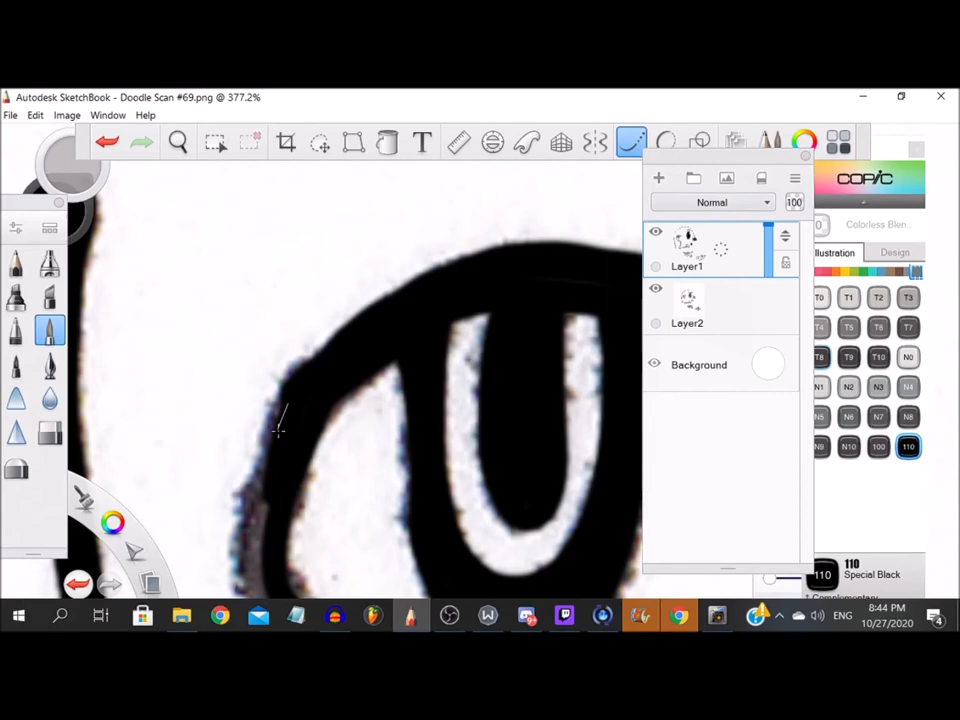 Autodesk SketchBook - Doodle Scan #69.png @ 377.2%
File Edit Image Window Help
T
COPIC
Normal
100
0 Colorless Blen..
Illustration Design
Layer1
Layer2
Background
T0 T1 T2 T3
T4 T5 T6 T7
T8 T9 T10 N0
N1 N2 N3 N4
N5 N6 N7 N8
N9 N10 100 110
110
110 Special Black
Complementary
ENG
8:44 PM
10/27/2020
4